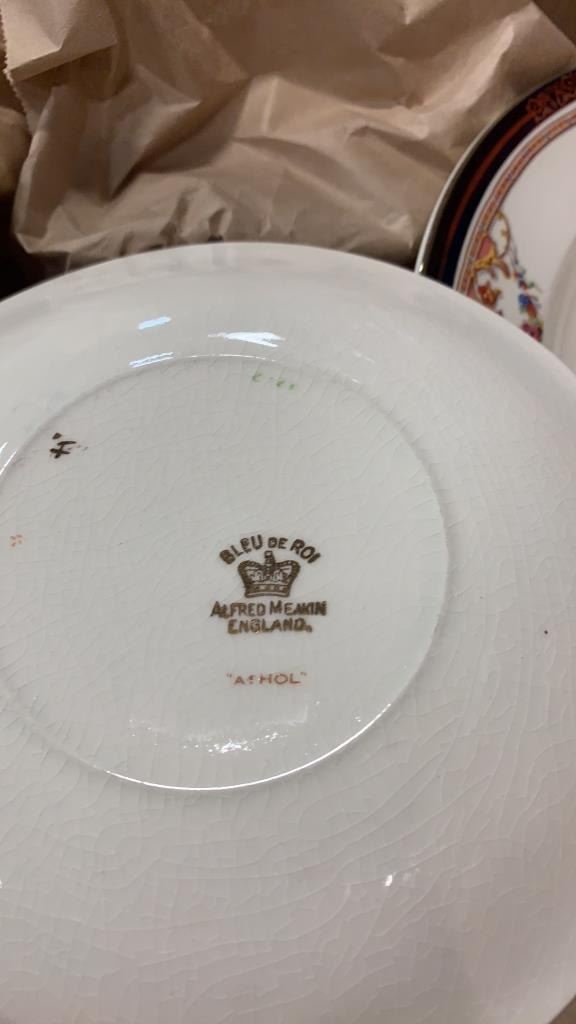 BLEU DE ROI
ALFRED MEAKIN
ENGLAND.
"ATHOL"